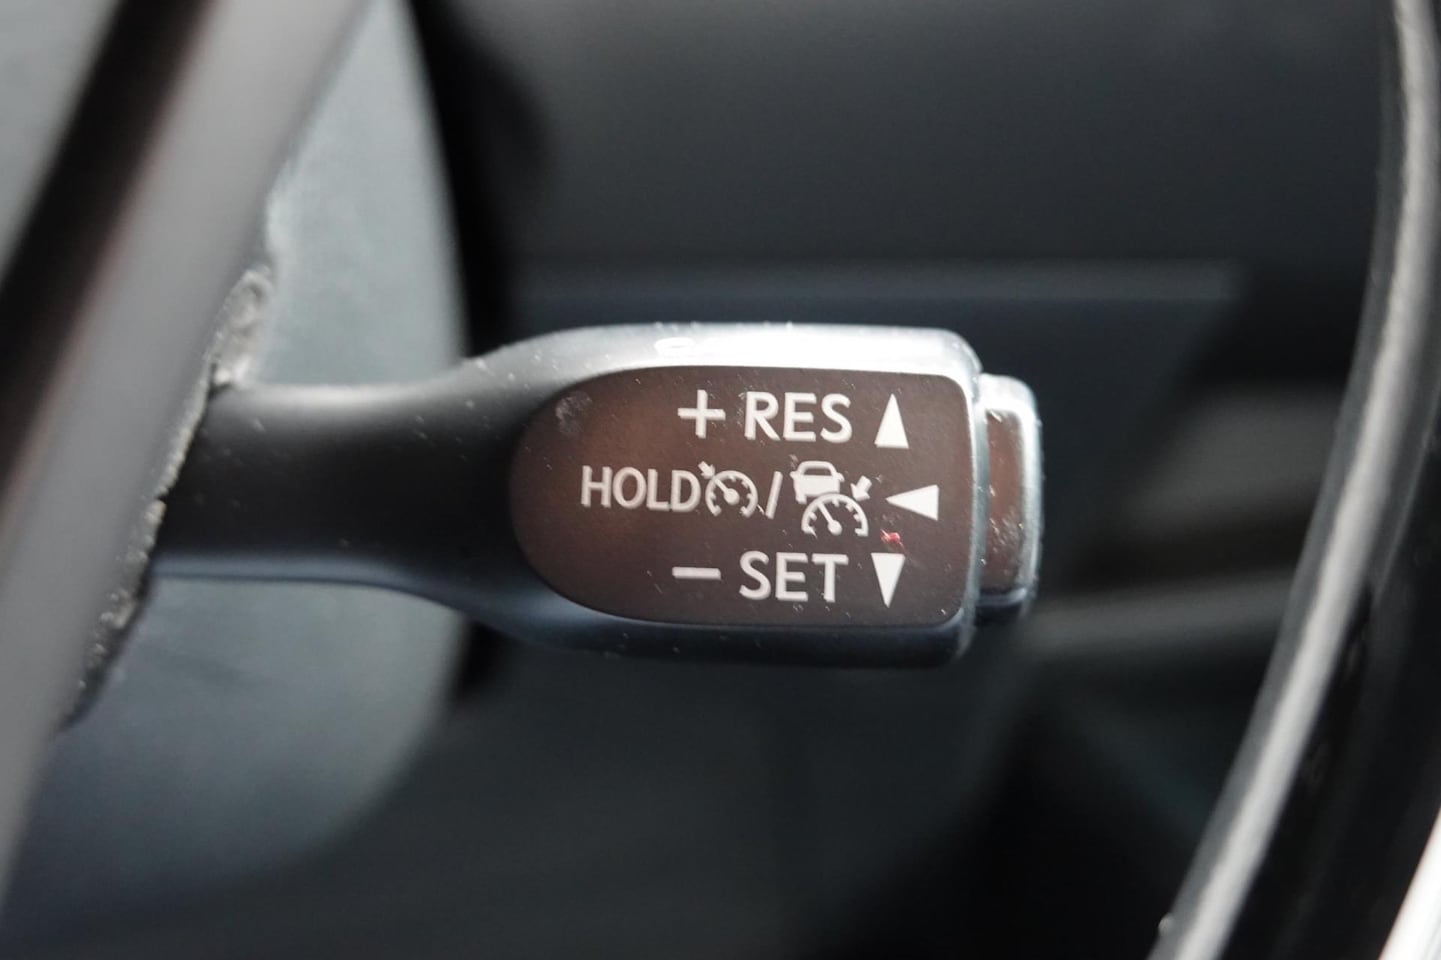 + RES ▲
HOLD / ◀
– SET ▼